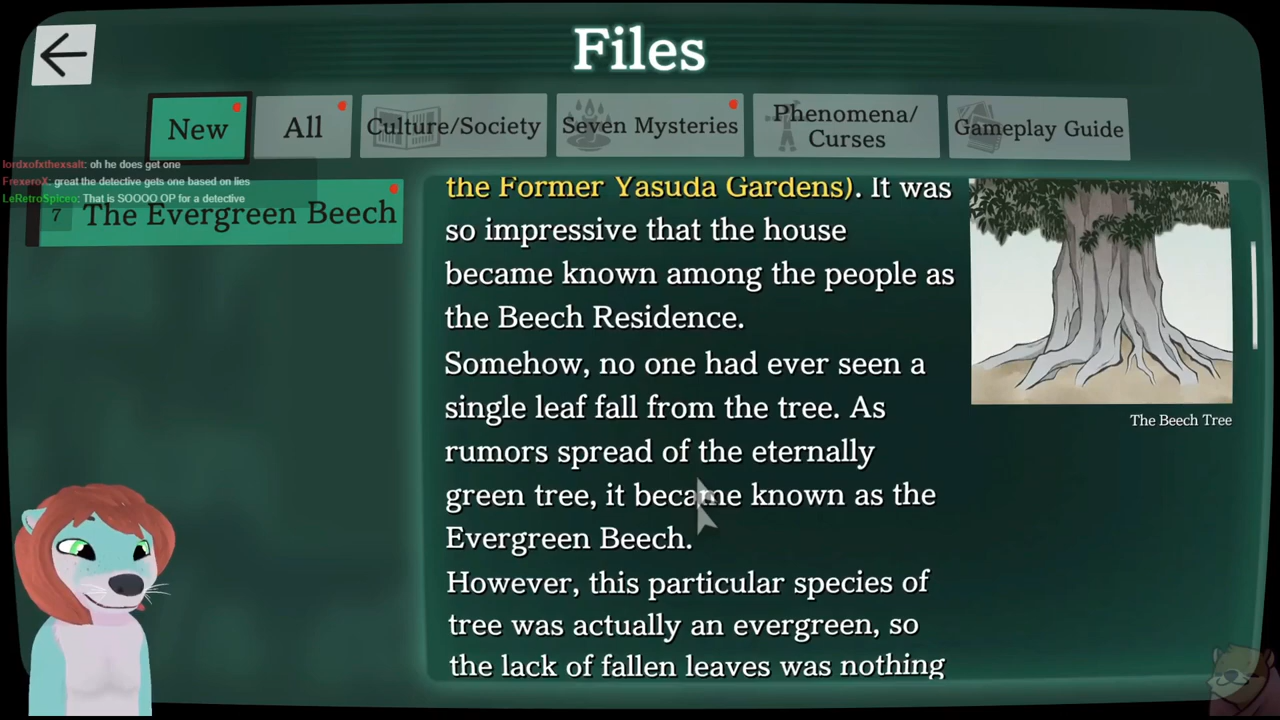 Files
New
All
Culture/Society
Seven Mysteries
Phenomena/
Curses
Gameplay Guide
lordxofxthexsalt: oh he does get one
FrexeroX: great the detective gets one based on lies
LeRetroSpiceo: That is SOOOO OP for a detective
7 The Evergreen Beech
the Former Yasuda Gardens). It was
so impressive that the house
became known among the people as
the Beech Residence.
Somehow, no one had ever seen a
single leaf fall from the tree. As
rumors spread of the eternally
green tree, it became known as the
Evergreen Beech.
However, this particular species of
tree was actually an evergreen, so
the lack of fallen leaves was nothing
The Beech Tree